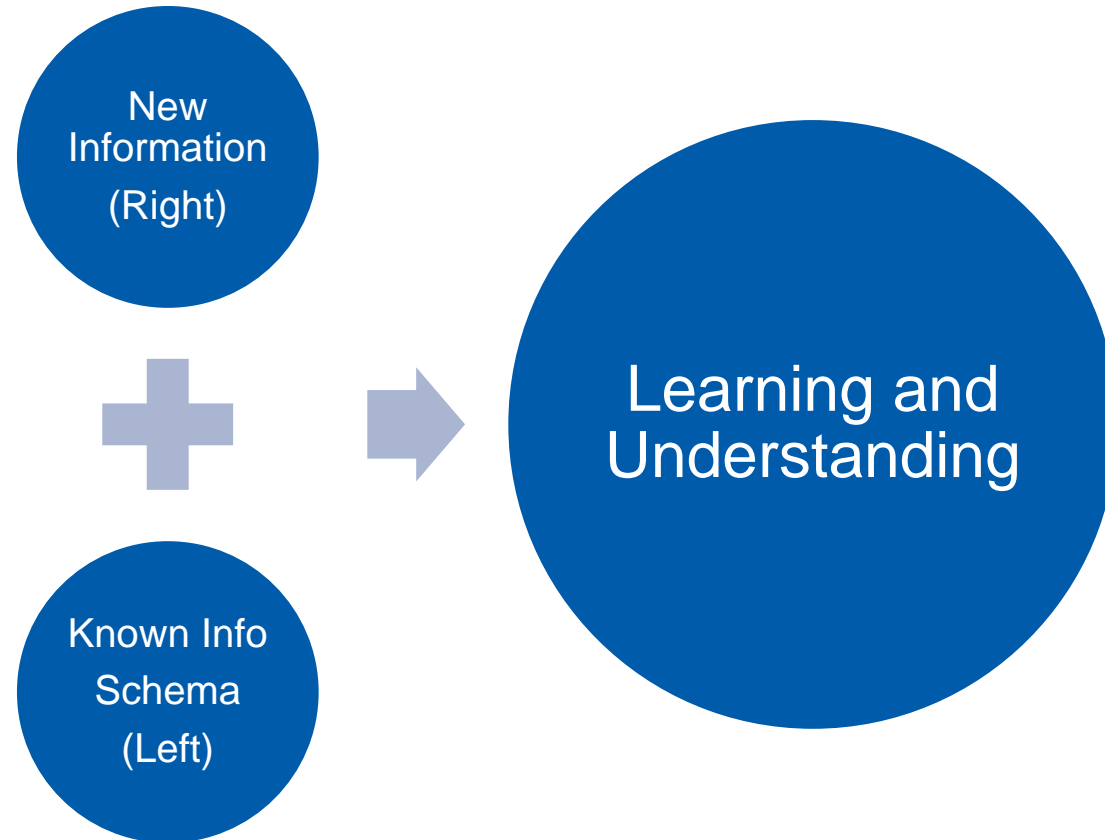 New
Information
(Right)
Known Info
Schema
(Left)
Learning and
Understanding